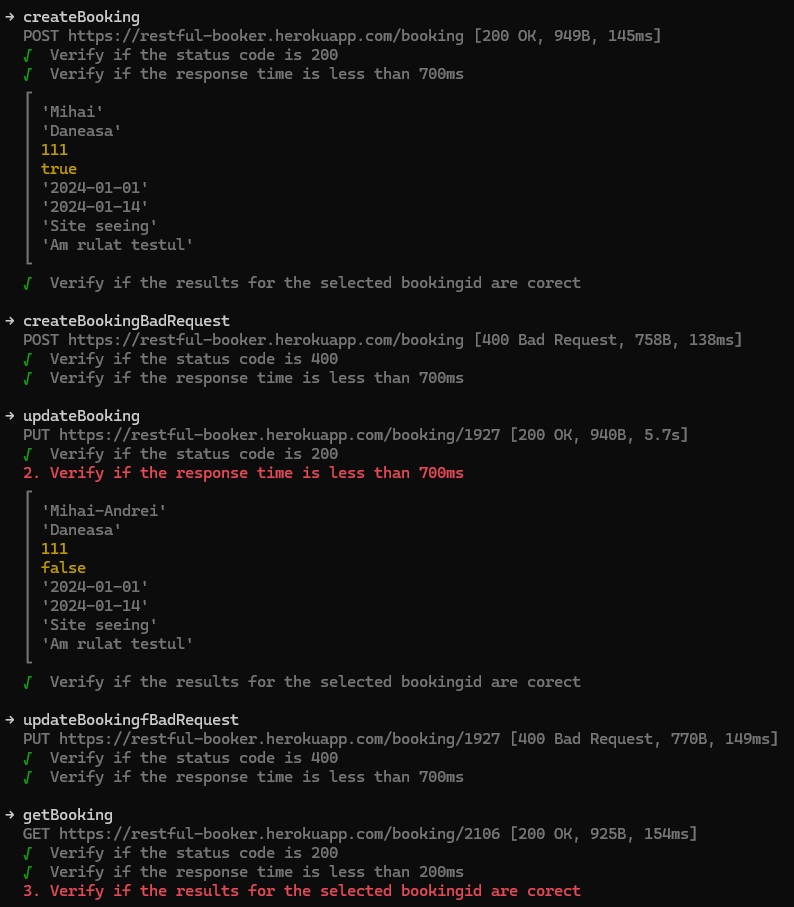 → createBooking
POST https://restful-booker.herokuapp.com/booking [200 OK, 949B, 145ms]
√ Verify if the status code is 200
√ Verify if the response time is less than 700ms
'Mihai'
'Daneasa'
111
true
'2024-01-01'
'2024-01-14'
'Site seeing'
'Am rulat testul'
√ Verify if the results for the selected bookingid are corect
→ createBookingBadRequest
POST https://restful-booker.herokuapp.com/booking [400 Bad Request, 758B, 138ms]
√ Verify if the status code is 400
√ Verify if the response time is less than 700ms
→ updateBooking
PUT https://restful-booker.herokuapp.com/booking/1927 [200 OK, 940B, 5.7s]
√ Verify if the status code is 200
2. Verify if the response time is less than 700ms
'Mihai-Andrei'
'Daneasa'
111
false
'2024-01-01'
'2024-01-14'
'Site seeing'
'Am rulat testul'
√ Verify if the results for the selected bookingid are corect
→ updateBookingfBadRequest
PUT https://restful-booker.herokuapp.com/booking/1927 [400 Bad Request, 770B, 149ms]
√ Verify if the status code is 400
√ Verify if the response time is less than 700ms
→ getBooking
GET https://restful-booker.herokuapp.com/booking/2106 [200 OK, 925B, 154ms]
√ Verify if the status code is 200
√ Verify if the response time is less than 200ms
3. Verify if the results for the selected bookingid are corect